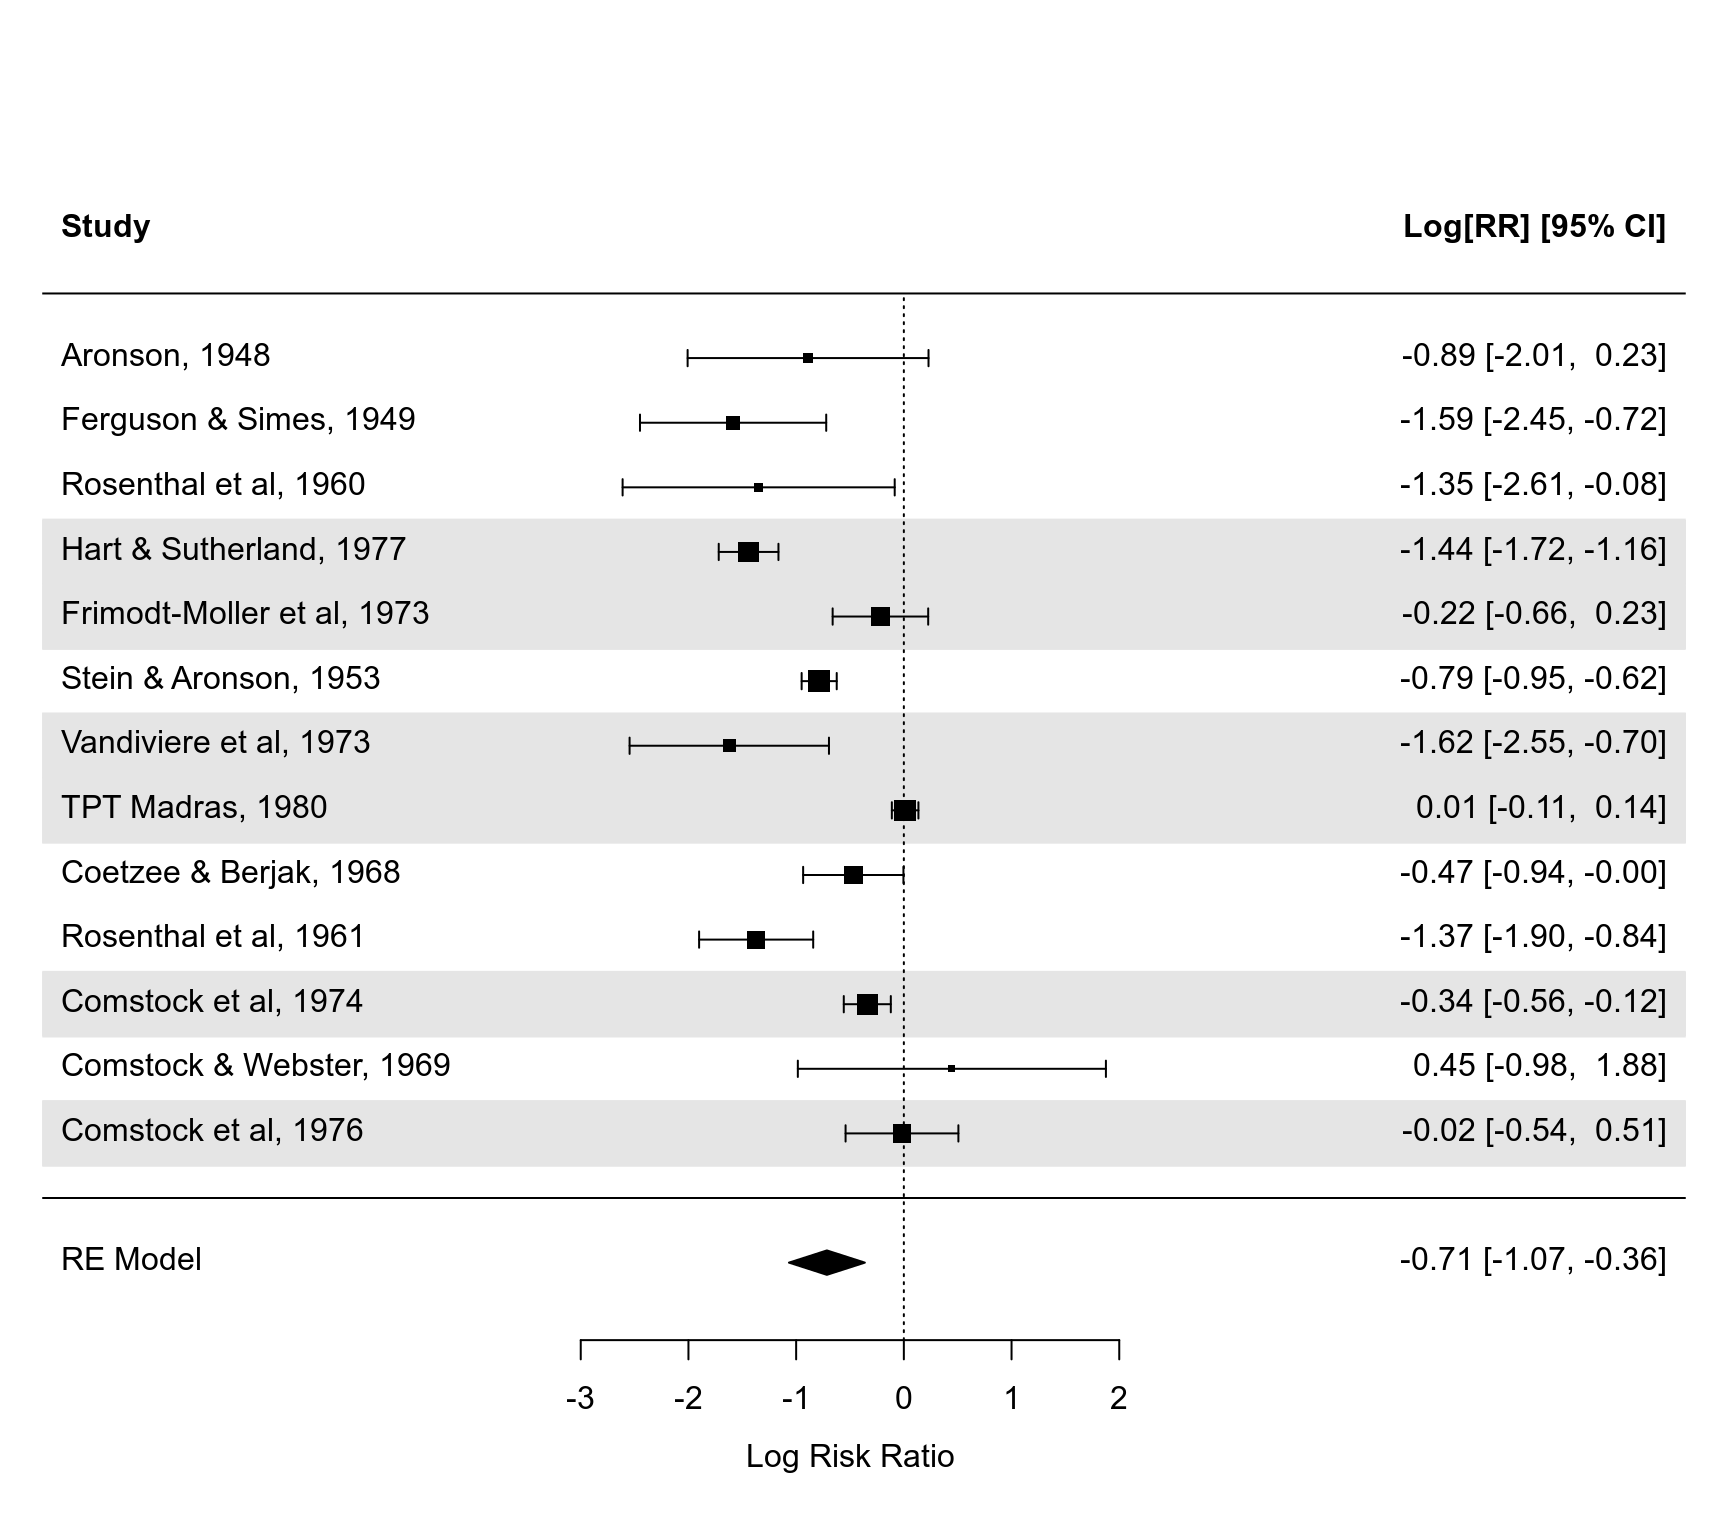 Study Log[RR] [95% CI]
Aronson, 1948 -0.89 [-2.01, 0.23]
Ferguson & Simes, 1949 -1.59 [-2.45, -0.72]
Rosenthal et al, 1960 -1.35 [-2.61, -0.08]
Hart & Sutherland, 1977 -1.44 [-1.72, -1.16]
Frimodt-Moller et al, 1973 -0.22 [-0.66, 0.23]
Stein & Aronson, 1953 -0.79 [-0.95, -0.62]
Vandiviere et al, 1973 -1.62 [-2.55, -0.70]
TPT Madras, 1980 0.01 [-0.11, 0.14]
Coetzee & Berjak, 1968 -0.47 [-0.94, -0.00]
Rosenthal et al, 1961 -1.37 [-1.90, -0.84]
Comstock et al, 1974 -0.34 [-0.56, -0.12]
Comstock & Webster, 1969 0.45 [-0.98, 1.88]
Comstock et al, 1976 -0.02 [-0.54, 0.51]
RE Model -0.71 [-1.07, -0.36]
-3 -2 -1 0 1 2
Log Risk Ratio